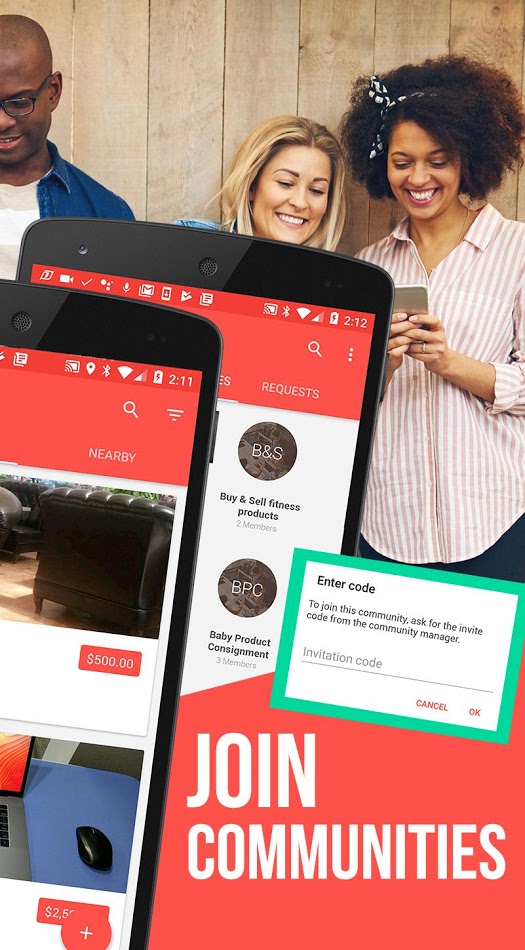 2:12
ES
REQUESTS
B&S
Buy & Sell fitness
products
2 Members
BPC
Baby Product
Consignment
3 Members
2:11
NEARBY
$500.00
$2,5
Enter code
To join this community, ask for the invite
code from the community manager.
Invitation code
CANCEL
OK
JOIN
COMMUNITIES